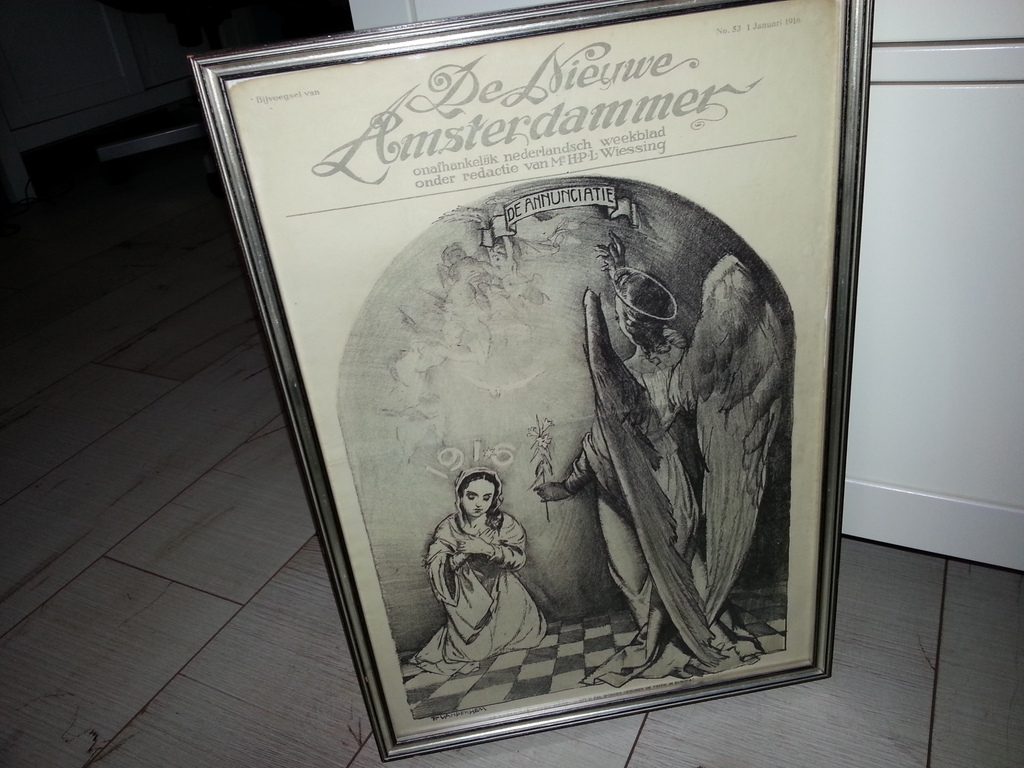 Bijvoegsel van
No. 53 1 Januari 1916
De Nieuwe
Amsterdammer
onafhankelijk nederlandsch weekblad
onder redactie van Mr. H.P.L. Wiessing
DE ANNUNCIATIE